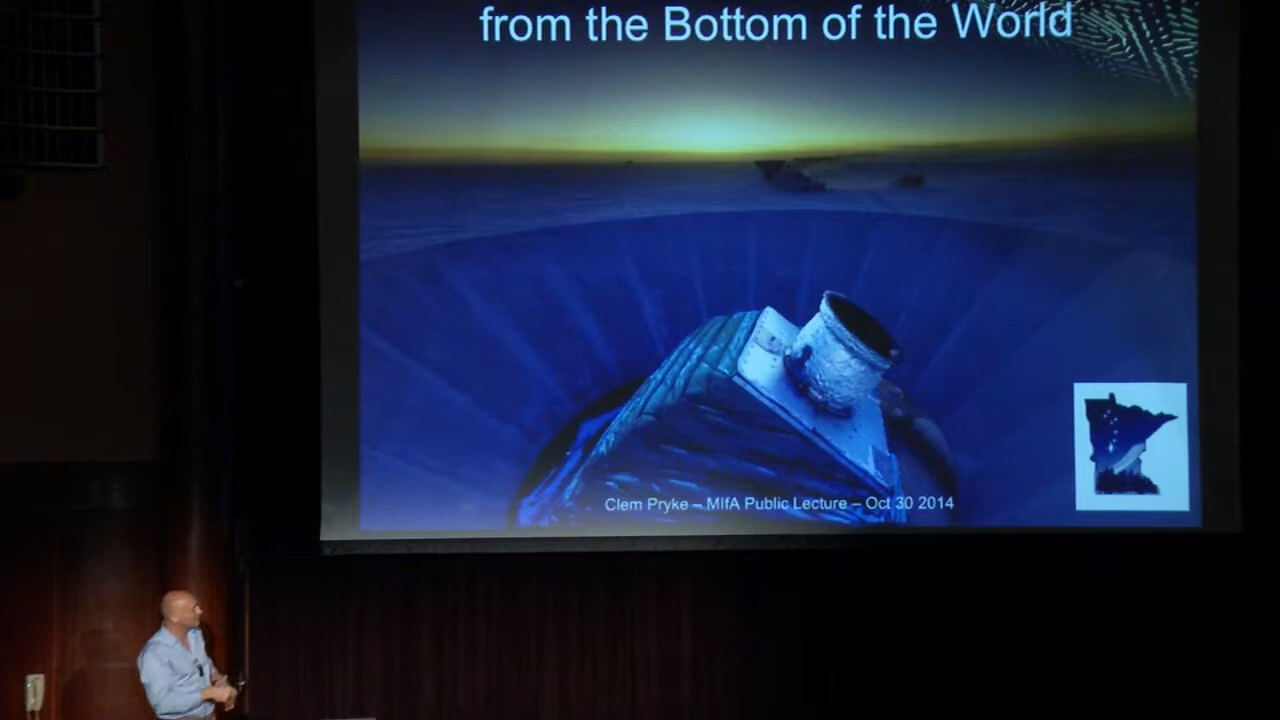 from the Bottom of the World
Clem Pryke – MIfA Public Lecture – Oct 30 2014